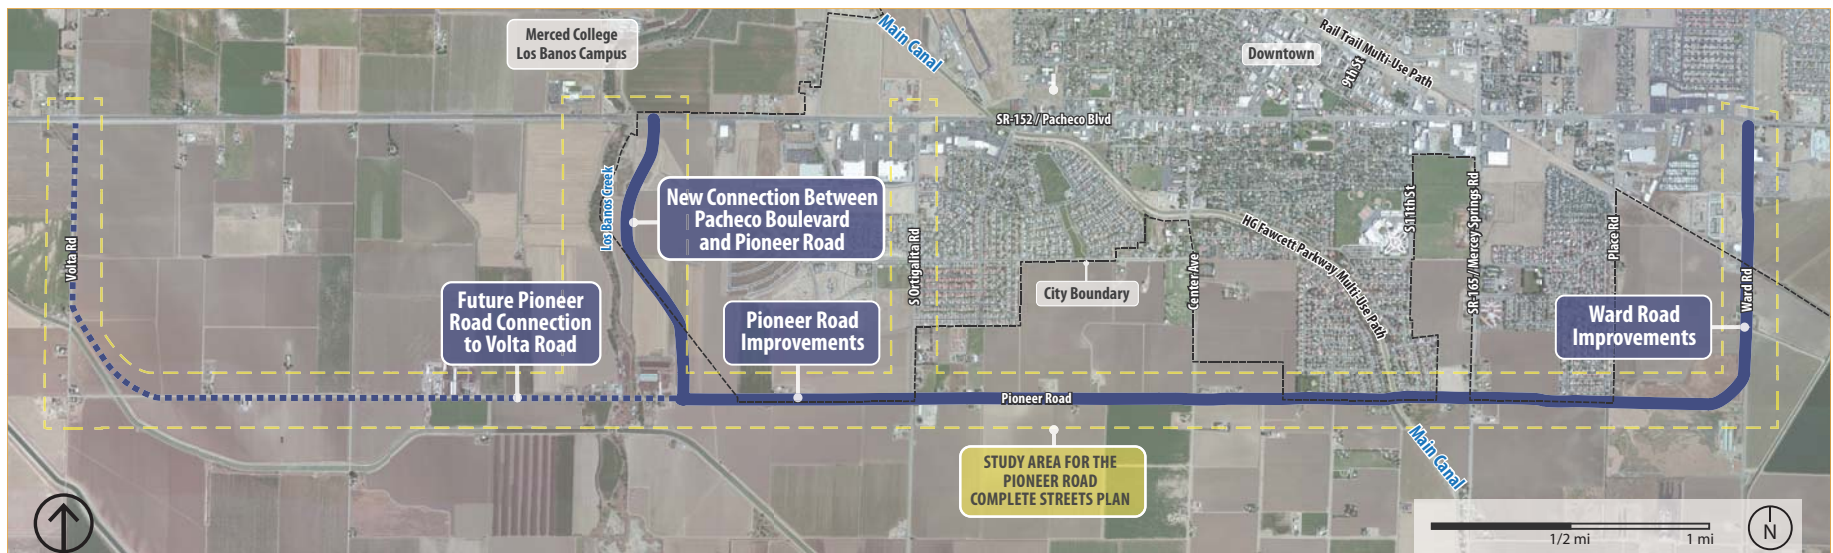 Merced College
Los Banos Campus
Main Canal
Downtown
Rail Trail Multi-Use Path
9th St
SR-152 / Pacheco Blvd
Los Banos Creek
New Connection Between
Pacheco Boulevard
and Pioneer Road
Volta Rd
S Ortigalita Rd
City Boundary
Center Ave
HG Fawcett Parkway Multi-Use Path
S 11th St
SR-165 / Mercey Springs Rd
Place Rd
Ward Rd
Future Pioneer
Road Connection
to Volta Road
Pioneer Road
Improvements
Ward Road
Improvements
Pioneer Road
Main Canal
STUDY AREA FOR THE
PIONEER ROAD
COMPLETE STREETS PLAN
1/2 mi
1 mi
N